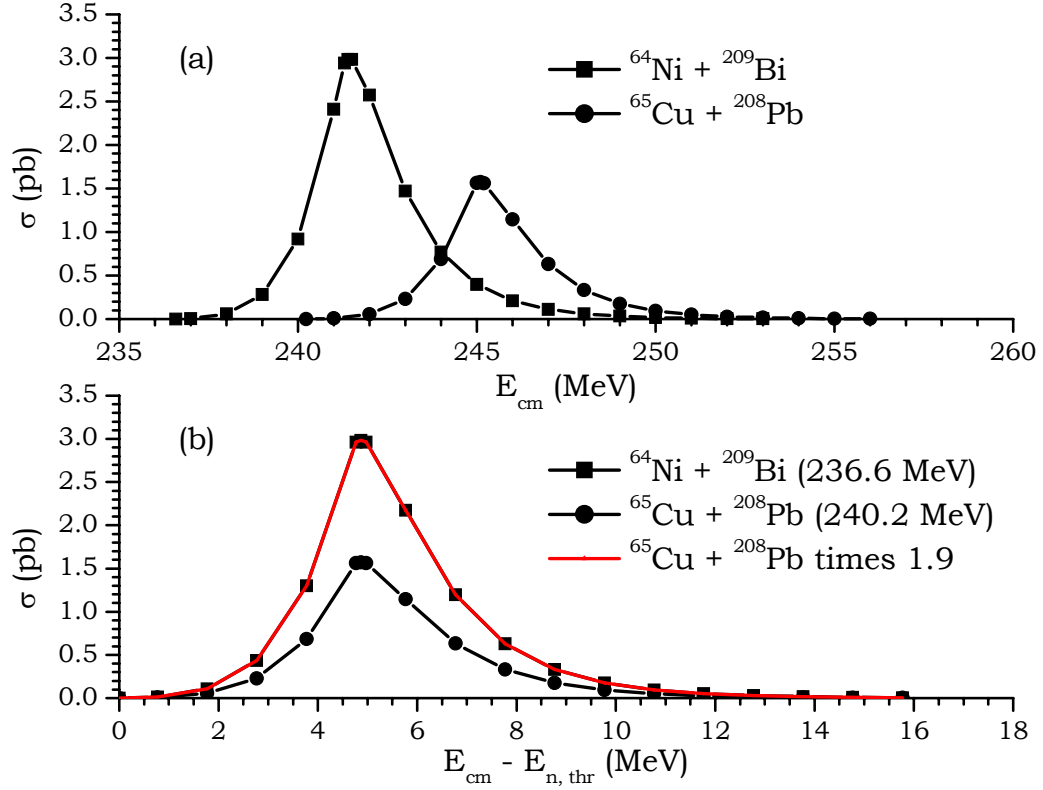 3.5
3.0
2.5
2.0
1.5
1.0
0.5
0.0
σ (pb)
(a)
⁶⁴Ni + ²⁰⁹Bi
⁶⁵Cu + ²⁰⁸Pb
235 240 245 250 255 260
E_cm (MeV)
3.5
3.0
2.5
2.0
1.5
1.0
0.5
0.0
σ (pb)
(b)
⁶⁴Ni + ²⁰⁹Bi (236.6 MeV)
⁶⁵Cu + ²⁰⁸Pb (240.2 MeV)
⁶⁵Cu + ²⁰⁸Pb times 1.9
0 2 4 6 8 10 12 14 16 18
E_cm - E_n, thr (MeV)